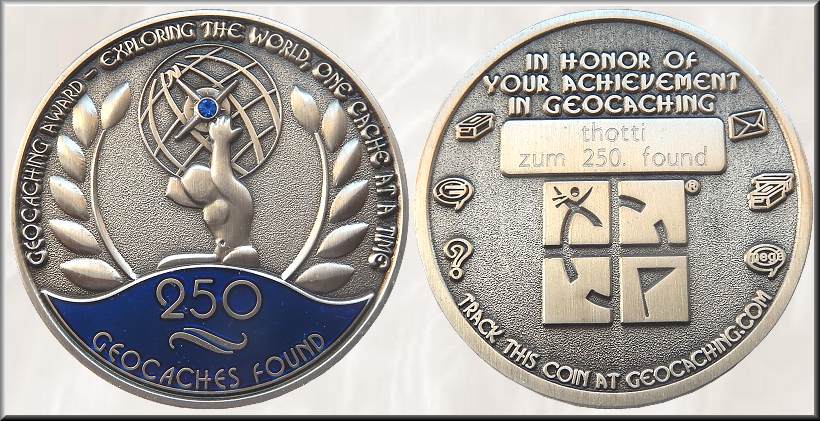 GEOCACHING AWARD - EXPLORING THE WORLD, ONE CACHE AT A TIME
250
GEOCACHES FOUND
IN HONOR OF
YOUR ACHIEVEMENT
IN GEOCACHING
thotti
zum 250. found
®
?
mega
TRACK THIS COIN AT GEOCACHING.COM